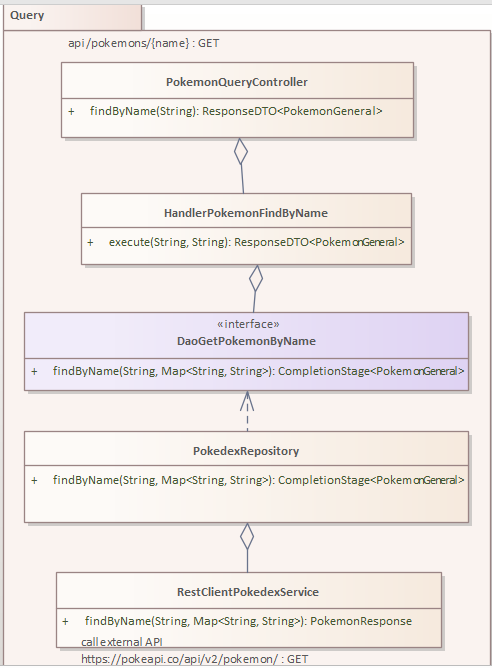 Query
api/pokemons/{name} : GET
PokemonQueryController
+ findByName(String): ResponseDTO<PokemonGeneral>
HandlerPokemonFindByName
+ execute(String, String): ResponseDTO<PokemonGeneral>
«interface»
DaoGetPokemonByName
+ findByName(String, Map<String, String>): CompletionStage<PokemonGeneral>
PokedexRepository
+ findByName(String, Map<String, String>): CompletionStage<PokemonGeneral>
RestClientPokedexService
+ findByName(String, Map<String, String>): PokemonResponse
call external API
https://pokeapi.co/api/v2/pokemon/ : GET